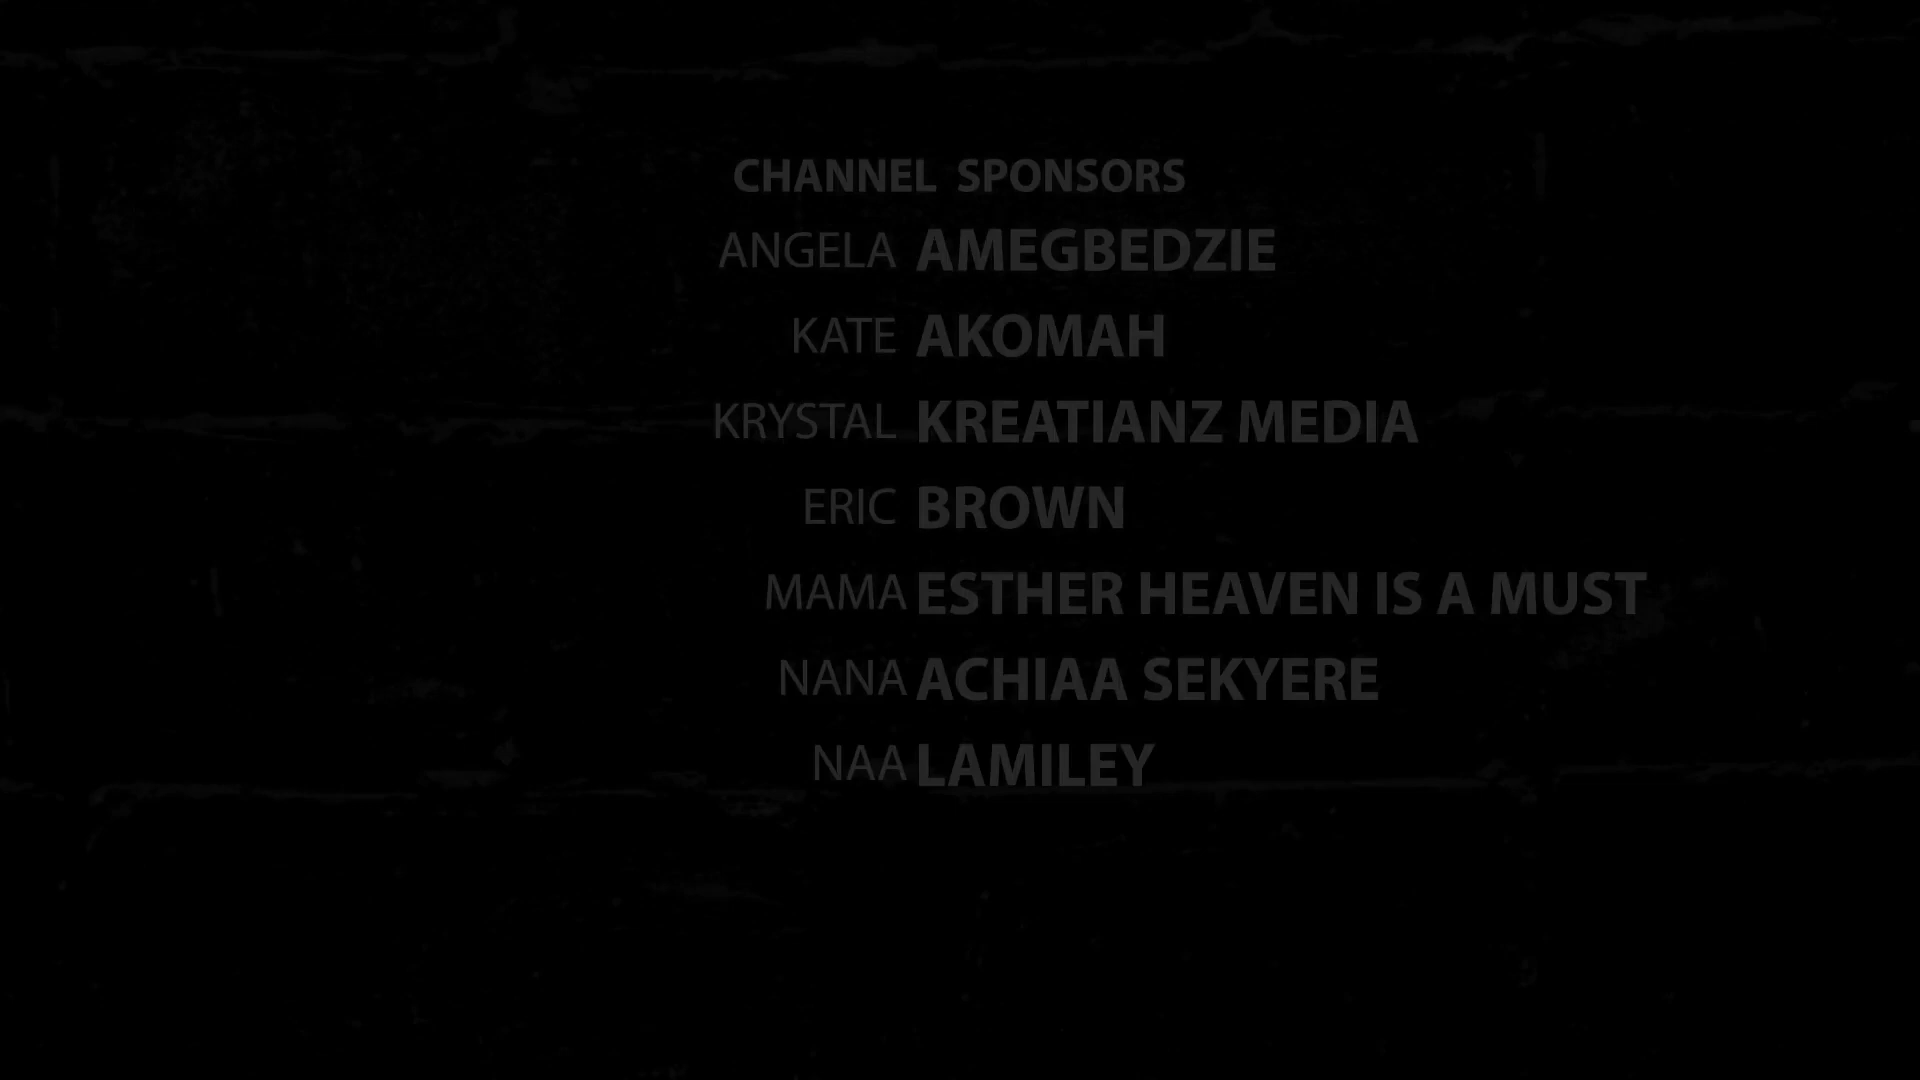 CHANNEL SPONSORS
ANGELA AMEGBEDZIE
KATE AKOMAH
KRYSTAL KREATIANZ MEDIA
ERIC BROWN
MAMA ESTHER HEAVEN IS A MUST
NANA ACHIAA SEKYERE
NAA LAMILEY